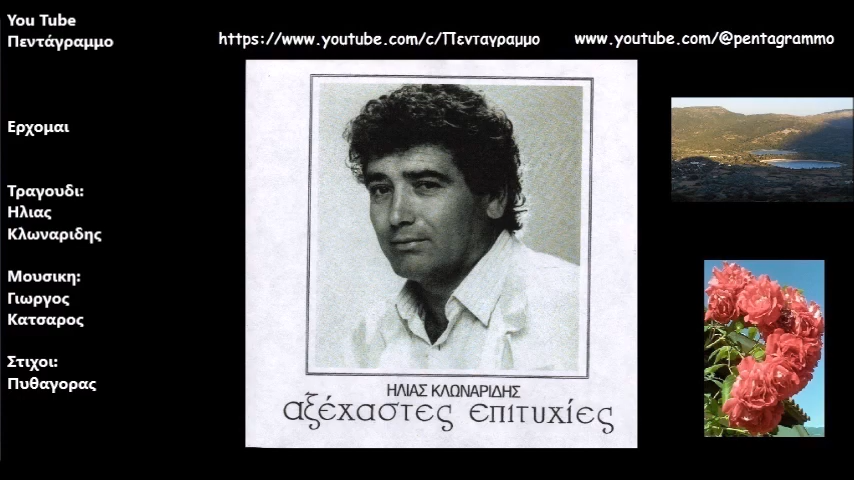 You Tube
Πεντάγραμμο
https://www.youtube.com/c/Πενταγραμμο
www.youtube.com/@pentagrammo
Ερχομαι
Τραγουδι:
Ηλιας
Κλωναριδης
Μουσικη:
Γιωργος
Κατσαρος
Στιχοι:
Πυθαγορας
ΗΛΙΑΣ ΚΛΩΝΑΡΙΔΗΣ
αξέχαστες επιτυχίες